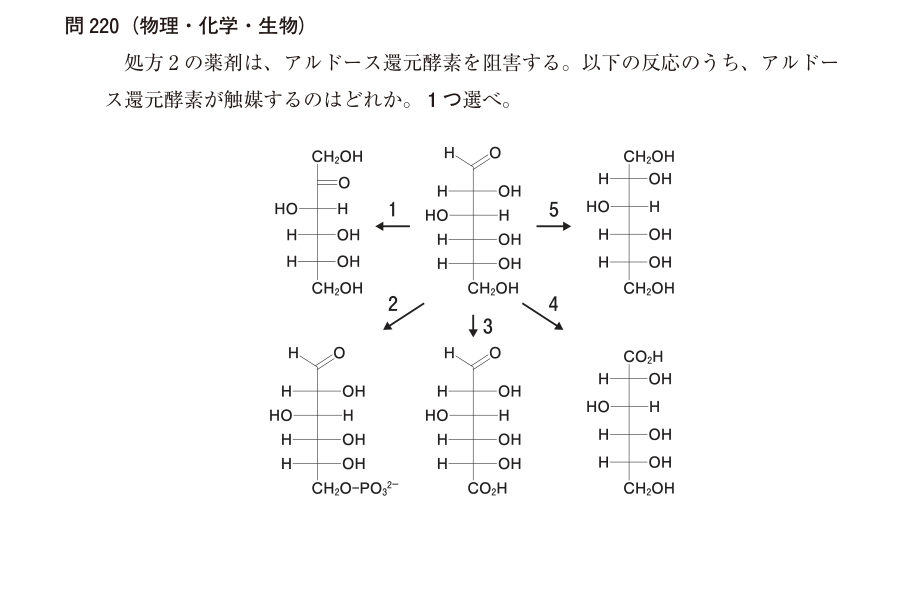 問 220（物理・化学・生物）
処方２の薬剤は、アルドース還元酵素を阻害する。以下の反応のうち、アルドー
ス還元酵素が触媒するのはどれか。１つ選べ。
CH₂OH
O
HO H
H OH
H OH
CH₂OH
1
H O
H OH
HO H
H OH
H OH
CH₂OH
5
CH₂OH
H OH
HO H
H OH
H OH
CH₂OH
2
3
4
H O
H OH
HO H
H OH
H OH
CH₂O−PO₃²⁻
H O
H OH
HO H
H OH
H OH
CO₂H
CO₂H
H OH
HO H
H OH
H OH
CH₂OH